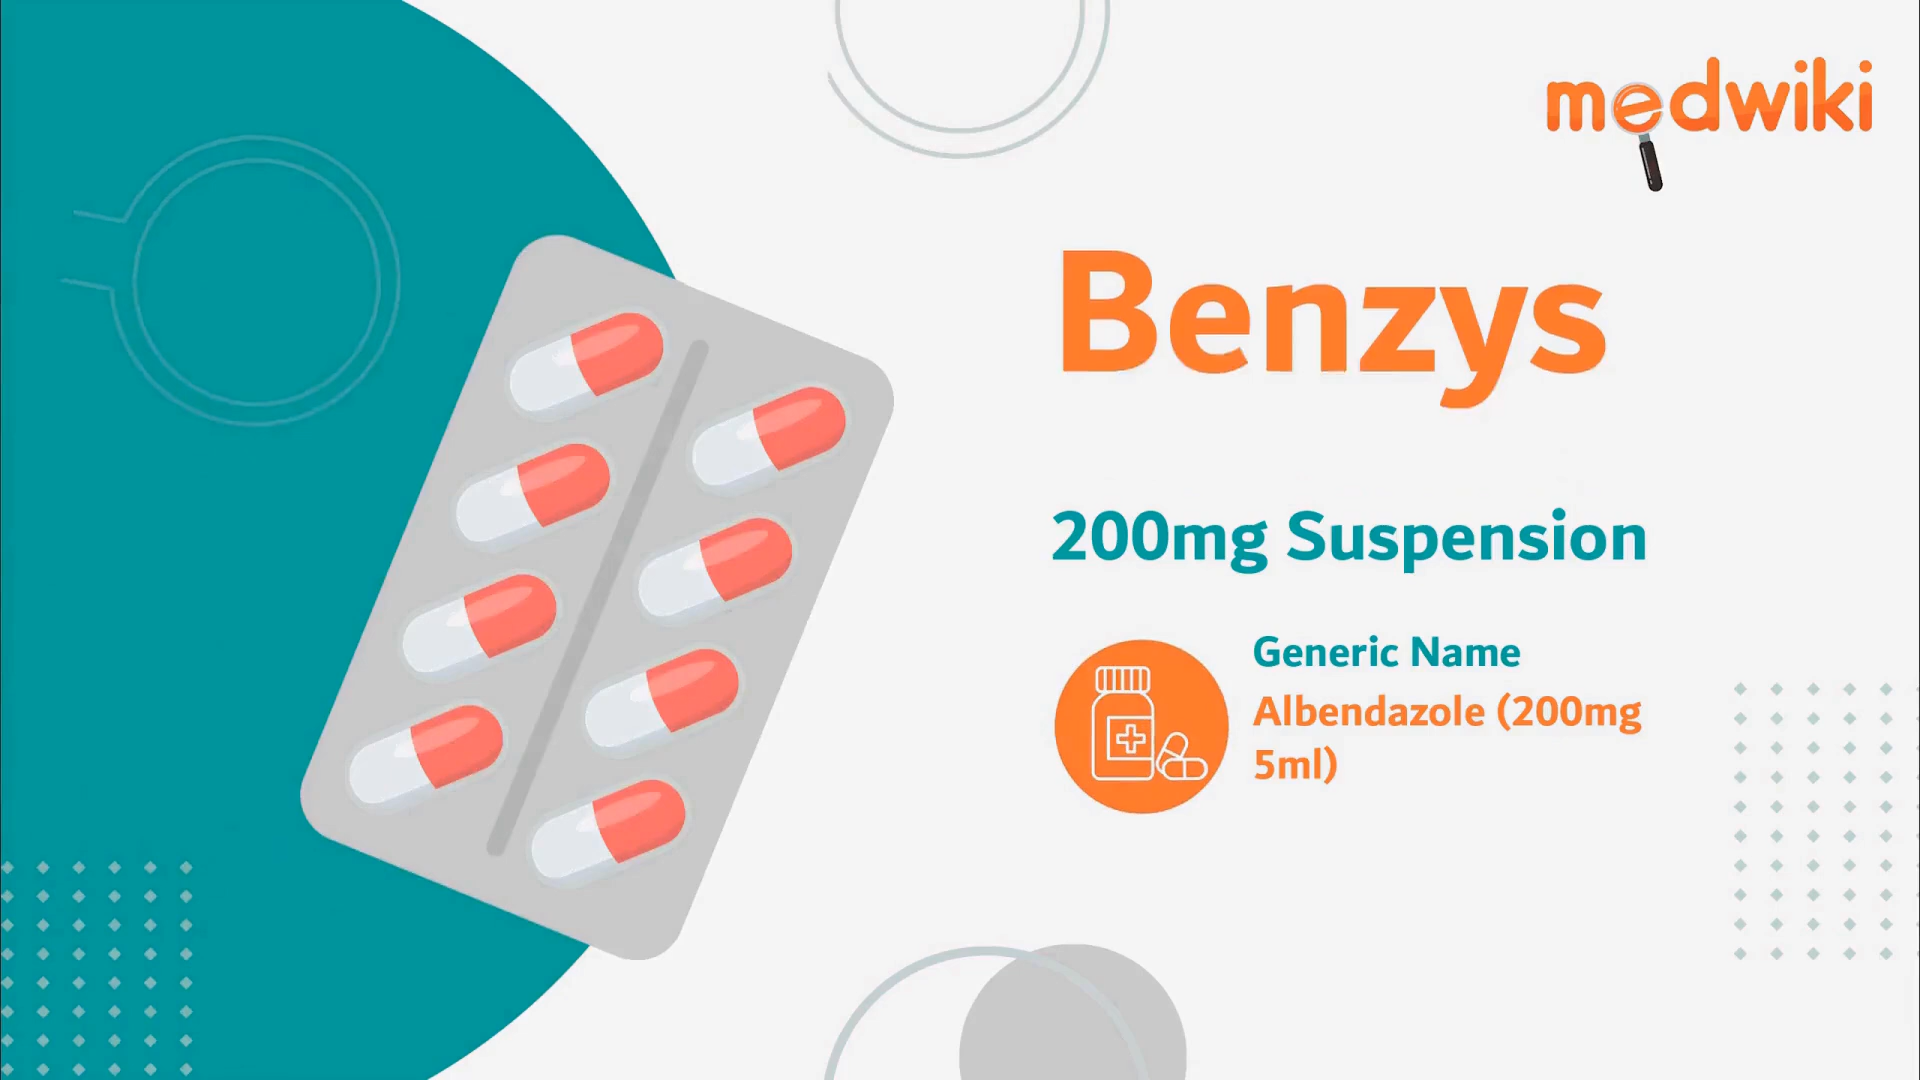 medwiki
Benzys
200mg Suspension
Generic Name
Albendazole (200mg
5ml)